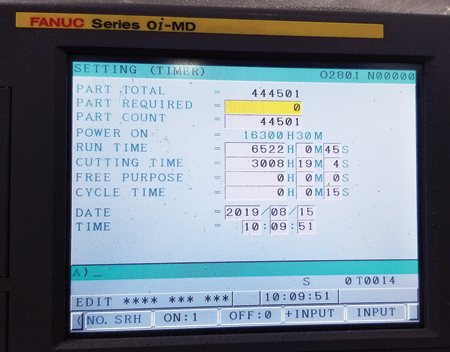 FANUC Series 0i-MD
SETTING (TIMER) O2801 N00000
PART TOTAL = 444501
PART REQUIRED = 0
PART COUNT = 44501
POWER ON = 16300H30M
RUN TIME = 6522H 0M45S
CUTTING TIME = 3008H19M 4S
FREE PURPOSE = 0H 0M 0S
CYCLE TIME = 0H 0M15S
DATE = 2019/08/15
TIME = 10:09:51
A)_
S 0T0014
EDIT **** *** *** 10:09:51
(NO. SRH ON:1 OFF:0 +INPUT INPUT